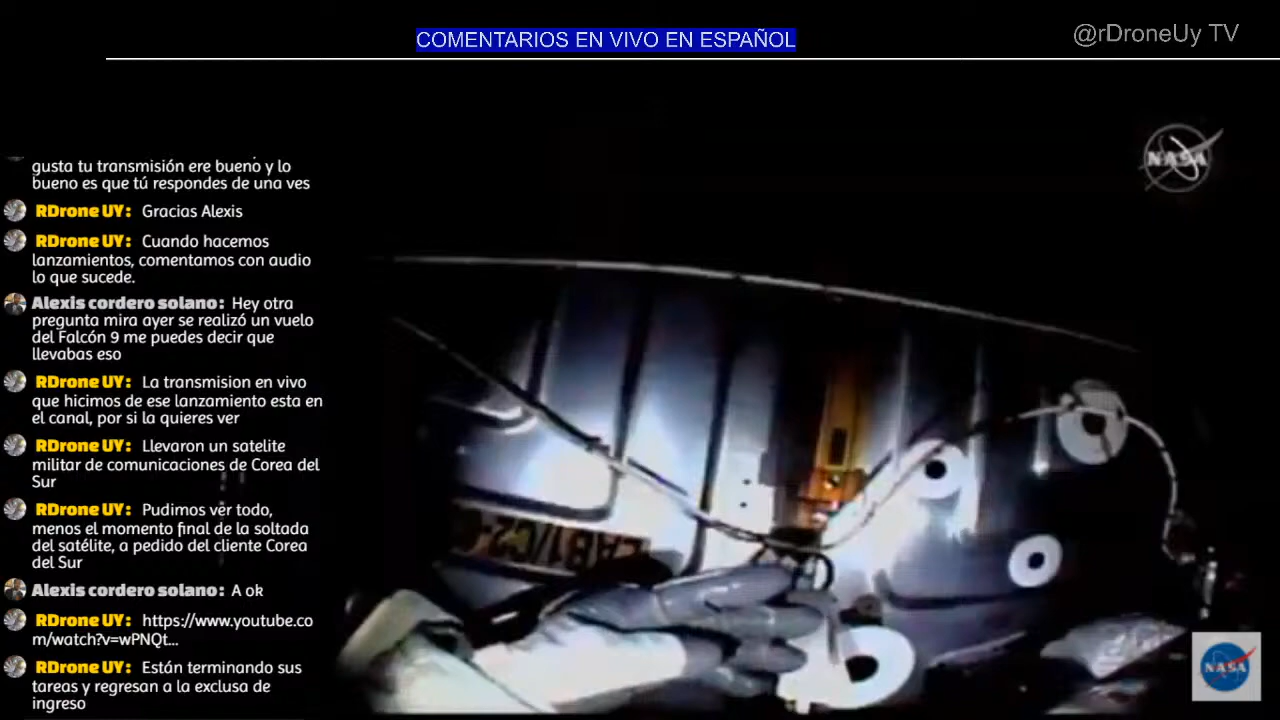 COMENTARIOS EN VIVO EN ESPAÑOL
@rDroneUy TV
NASA
gusta tu transmisión ere bueno y lo
bueno es que tú respondes de una ves
RDrone UY: Gracias Alexis
RDrone UY: Cuando hacemos
lanzamientos, comentamos con audio
lo que sucede.
Alexis cordero solano: Hey otra
pregunta mira ayer se realizó un vuelo
del Falcón 9 me puedes decir que
llevabas eso
RDrone UY: La transmision en vivo
que hicimos de ese lanzamiento esta en
el canal, por si la quieres ver
RDrone UY: Llevaron un satelite
militar de comunicaciones de Corea del
Sur
RDrone UY: Pudimos vèr todo,
menos el momento final de la soltada
del satélite, a pedido del cliente Corea
del Sur
Alexis cordero solano: A ok
RDrone UY: https://www.youtube.co
m/watch?v=wPNQt...
RDrone UY: Están terminando sus
tareas y regresan a la exclusa de
ingreso
NASA